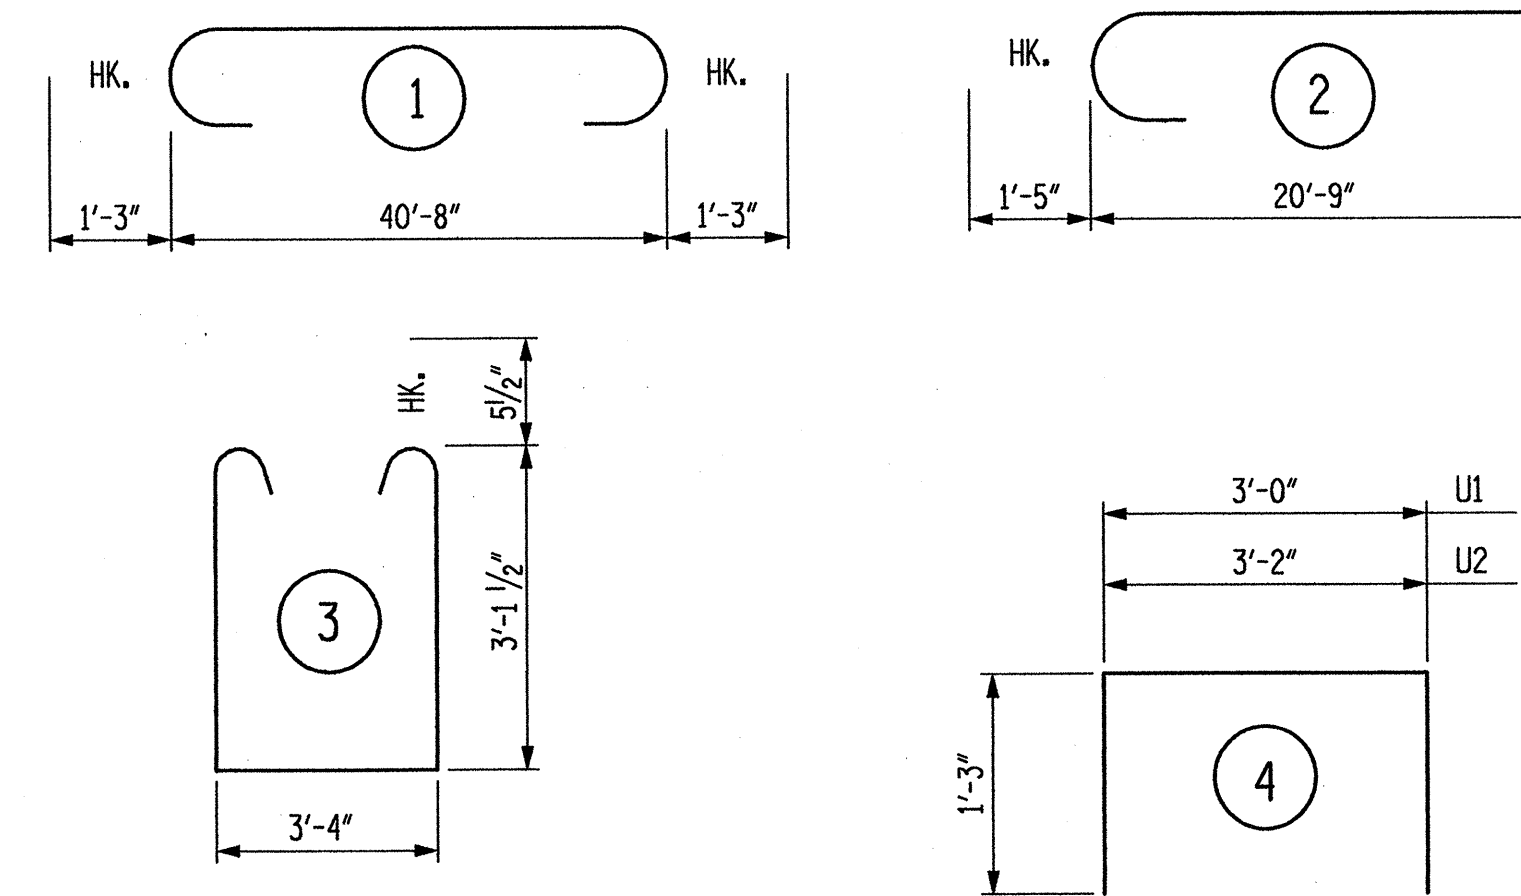 HK.
1
HK.
1'-3"
40'-8"
1'-3"
HK.
2
1'-5"
20'-9"
HK.
5 1/2"
3'-1 1/2"
3
3'-4"
3'-0"
U1
3'-2"
U2
1'-3"
4